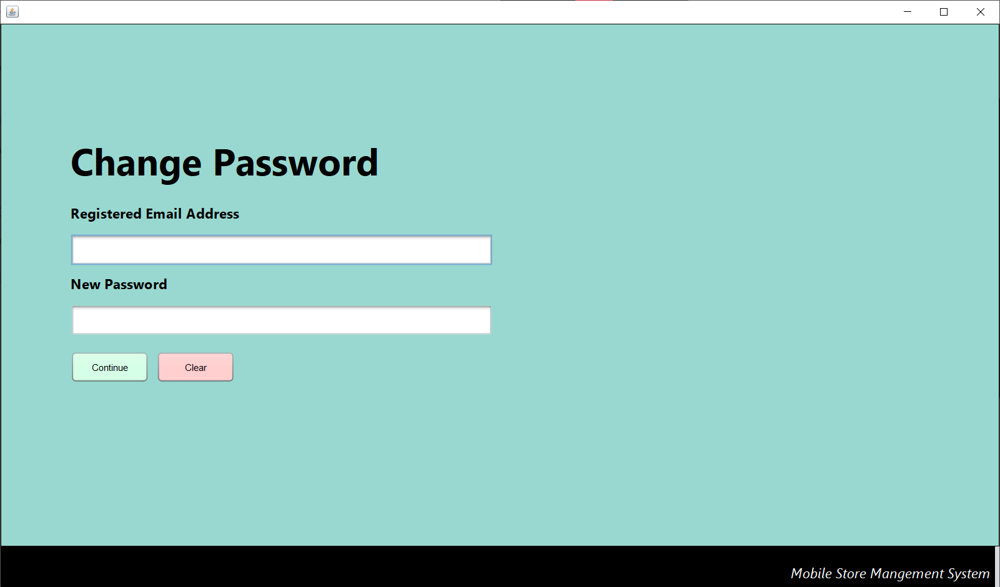 Change Password
Registered Email Address
New Password
Continue Clear
Mobile Store Mangement System